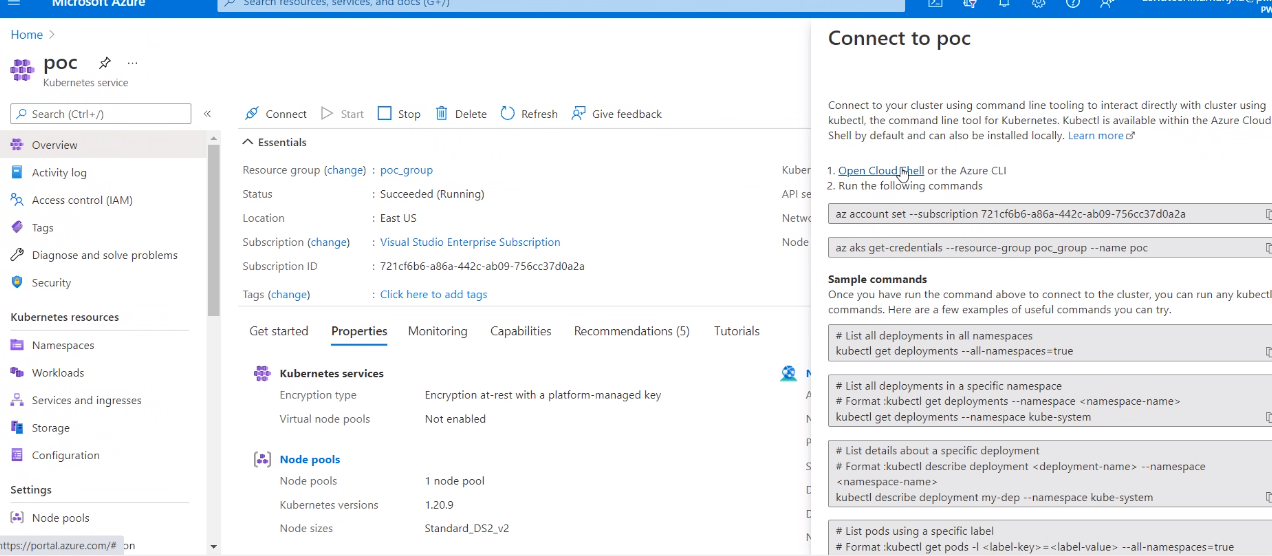 Microsoft Azure
Search resources, services, and docs (G+/)
Home
poc
Kubernetes service
Search (Ctrl+/)
Overview
Activity log
Access control (IAM)
Tags
Diagnose and solve problems
Security
Kubernetes resources
Namespaces
Workloads
Services and ingresses
Storage
Configuration
Settings
Node pools
https://portal.azure.com/#
Connect
Start
Stop
Delete
Refresh
Give feedback
Essentials
Resource group (change) : poc_group
Status : Succeeded (Running)
Location : East US
Subscription (change) : Visual Studio Enterprise Subscription
Subscription ID : 721cf6b6-a86a-442c-ab09-756cc37d0a2a
Tags (change) : Click here to add tags
Kuber
API se
Netwo
Node
Get started Properties Monitoring Capabilities Recommendations (5) Tutorials
Kubernetes services
Encryption type Encryption at-rest with a platform-managed key
Virtual node pools Not enabled
Node pools
Node pools 1 node pool
Kubernetes versions 1.20.9
Node sizes Standard_DS2_v2
Connect to poc
Connect to your cluster using command line tooling to interact directly with cluster using
kubectl, the command line tool for Kubernetes. Kubectl is available within the Azure Cloud
Shell by default and can also be installed locally. Learn more
1. Open Cloud Shell or the Azure CLI
2. Run the following commands
az account set --subscription 721cf6b6-a86a-442c-ab09-756cc37d0a2a
az aks get-credentials --resource-group poc_group --name poc
Sample commands
Once you have run the command above to connect to the cluster, you can run any kubectl
commands. Here are a few examples of useful commands you can try.
# List all deployments in all namespaces
kubectl get deployments --all-namespaces=true
# List all deployments in a specific namespace
# Format :kubectl get deployments --namespace <namespace-name>
kubectl get deployments --namespace kube-system
# List details about a specific deployment
# Format :kubectl describe deployment <deployment-name> --namespace
<namespace-name>
kubectl describe deployment my-dep --namespace kube-system
# List pods using a specific label
# Format :kubectl get pods -l <label-key>=<label-value> --all-namespaces=true